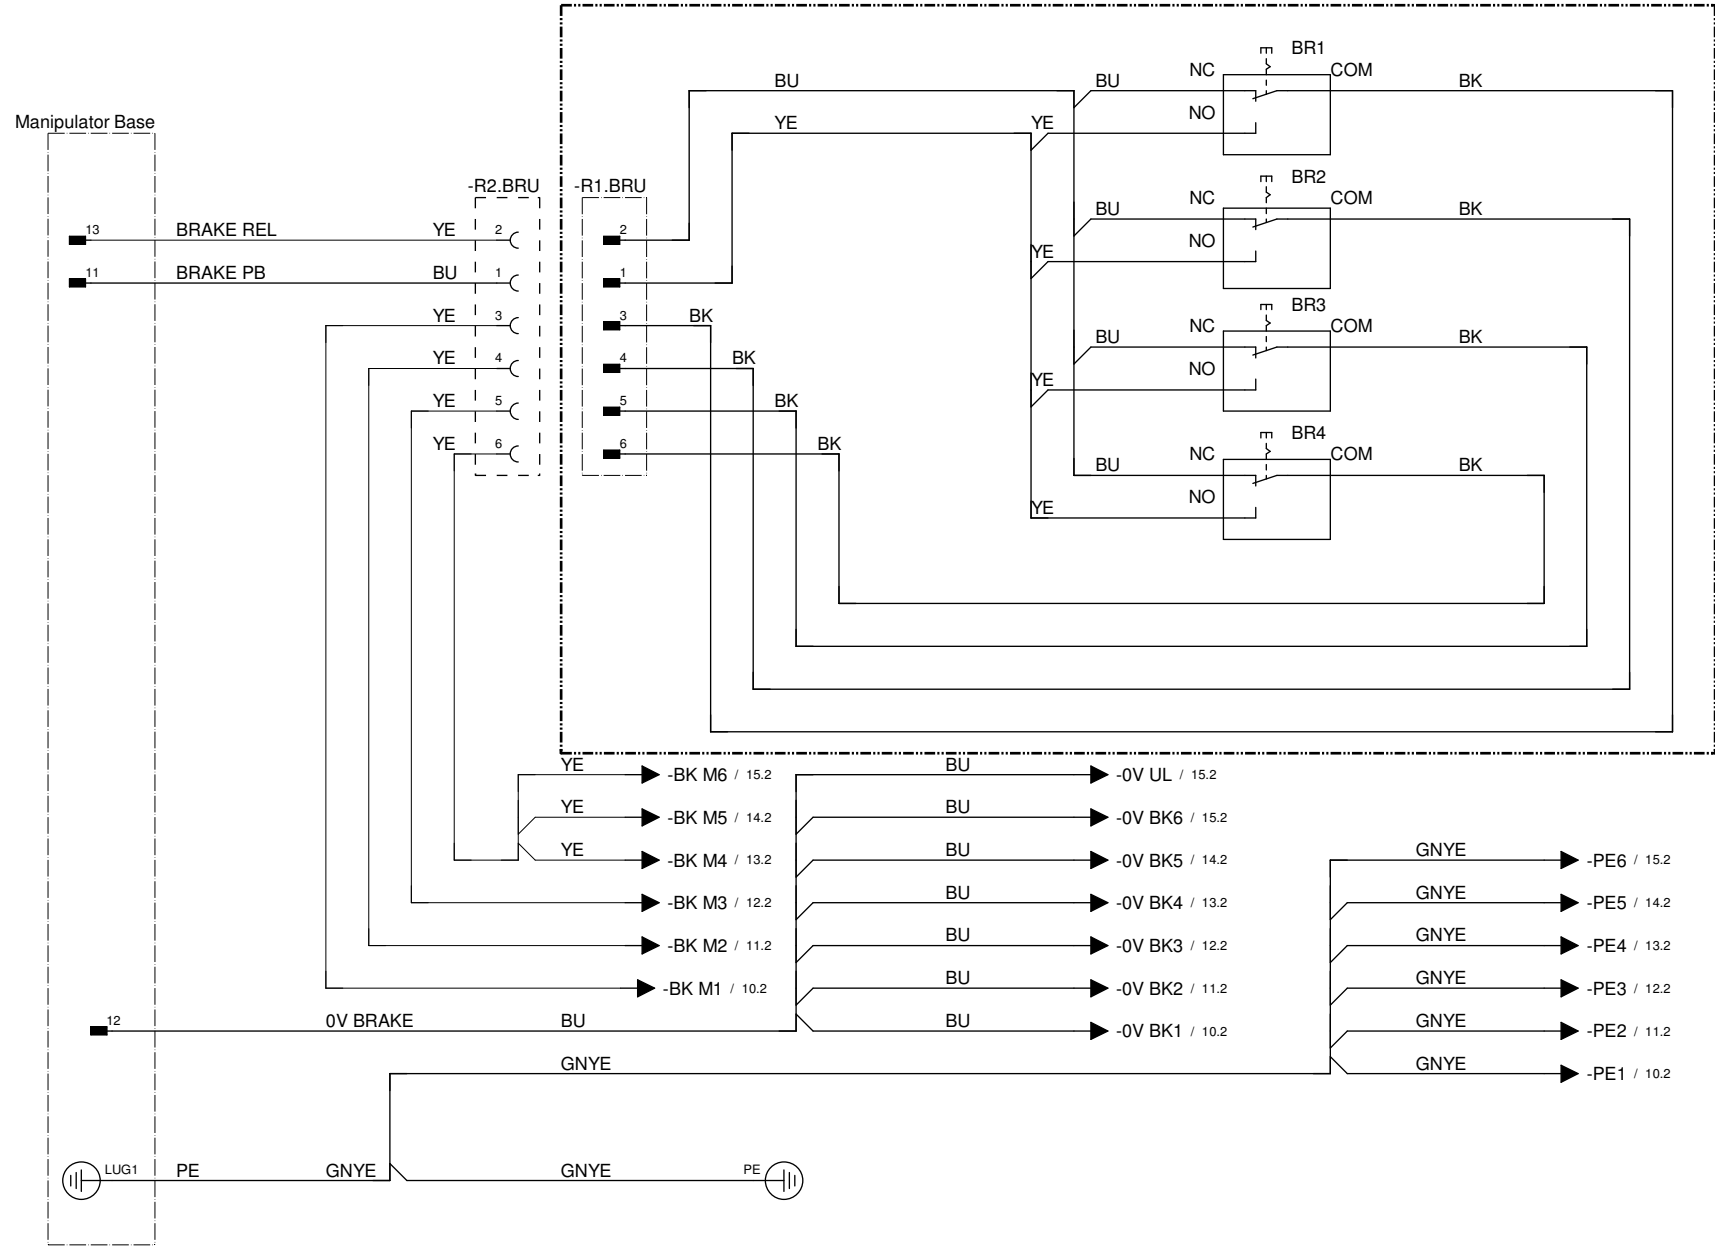 BR1
NC
COM
BU
BU
BK
NO
Manipulator Base
YE
YE
BR2
-R2.BRU
-R1.BRU
NC
COM
BU
BK
13
BRAKE REL
YE
2
2
NO
YE
11
BRAKE PB
BU
1
1
BR3
YE
3
3
BK
NC
COM
BU
BK
YE
4
4
BK
NO
YE
YE
5
5
BK
BR4
YE
6
6
BK
NC
COM
BU
BK
NO
YE
YE
-BK M6 / 15.2
BU
-0V UL / 15.2
YE
-BK M5 / 14.2
BU
-0V BK6 / 15.2
YE
-BK M4 / 13.2
BU
-0V BK5 / 14.2
GNYE
-PE6 / 15.2
-BK M3 / 12.2
BU
-0V BK4 / 13.2
GNYE
-PE5 / 14.2
-BK M2 / 11.2
BU
-0V BK3 / 12.2
GNYE
-PE4 / 13.2
-BK M1 / 10.2
BU
-0V BK2 / 11.2
GNYE
-PE3 / 12.2
12
0V BRAKE
BU
BU
-0V BK1 / 10.2
GNYE
-PE2 / 11.2
GNYE
GNYE
-PE1 / 10.2
LUG1
PE
GNYE
GNYE
PE